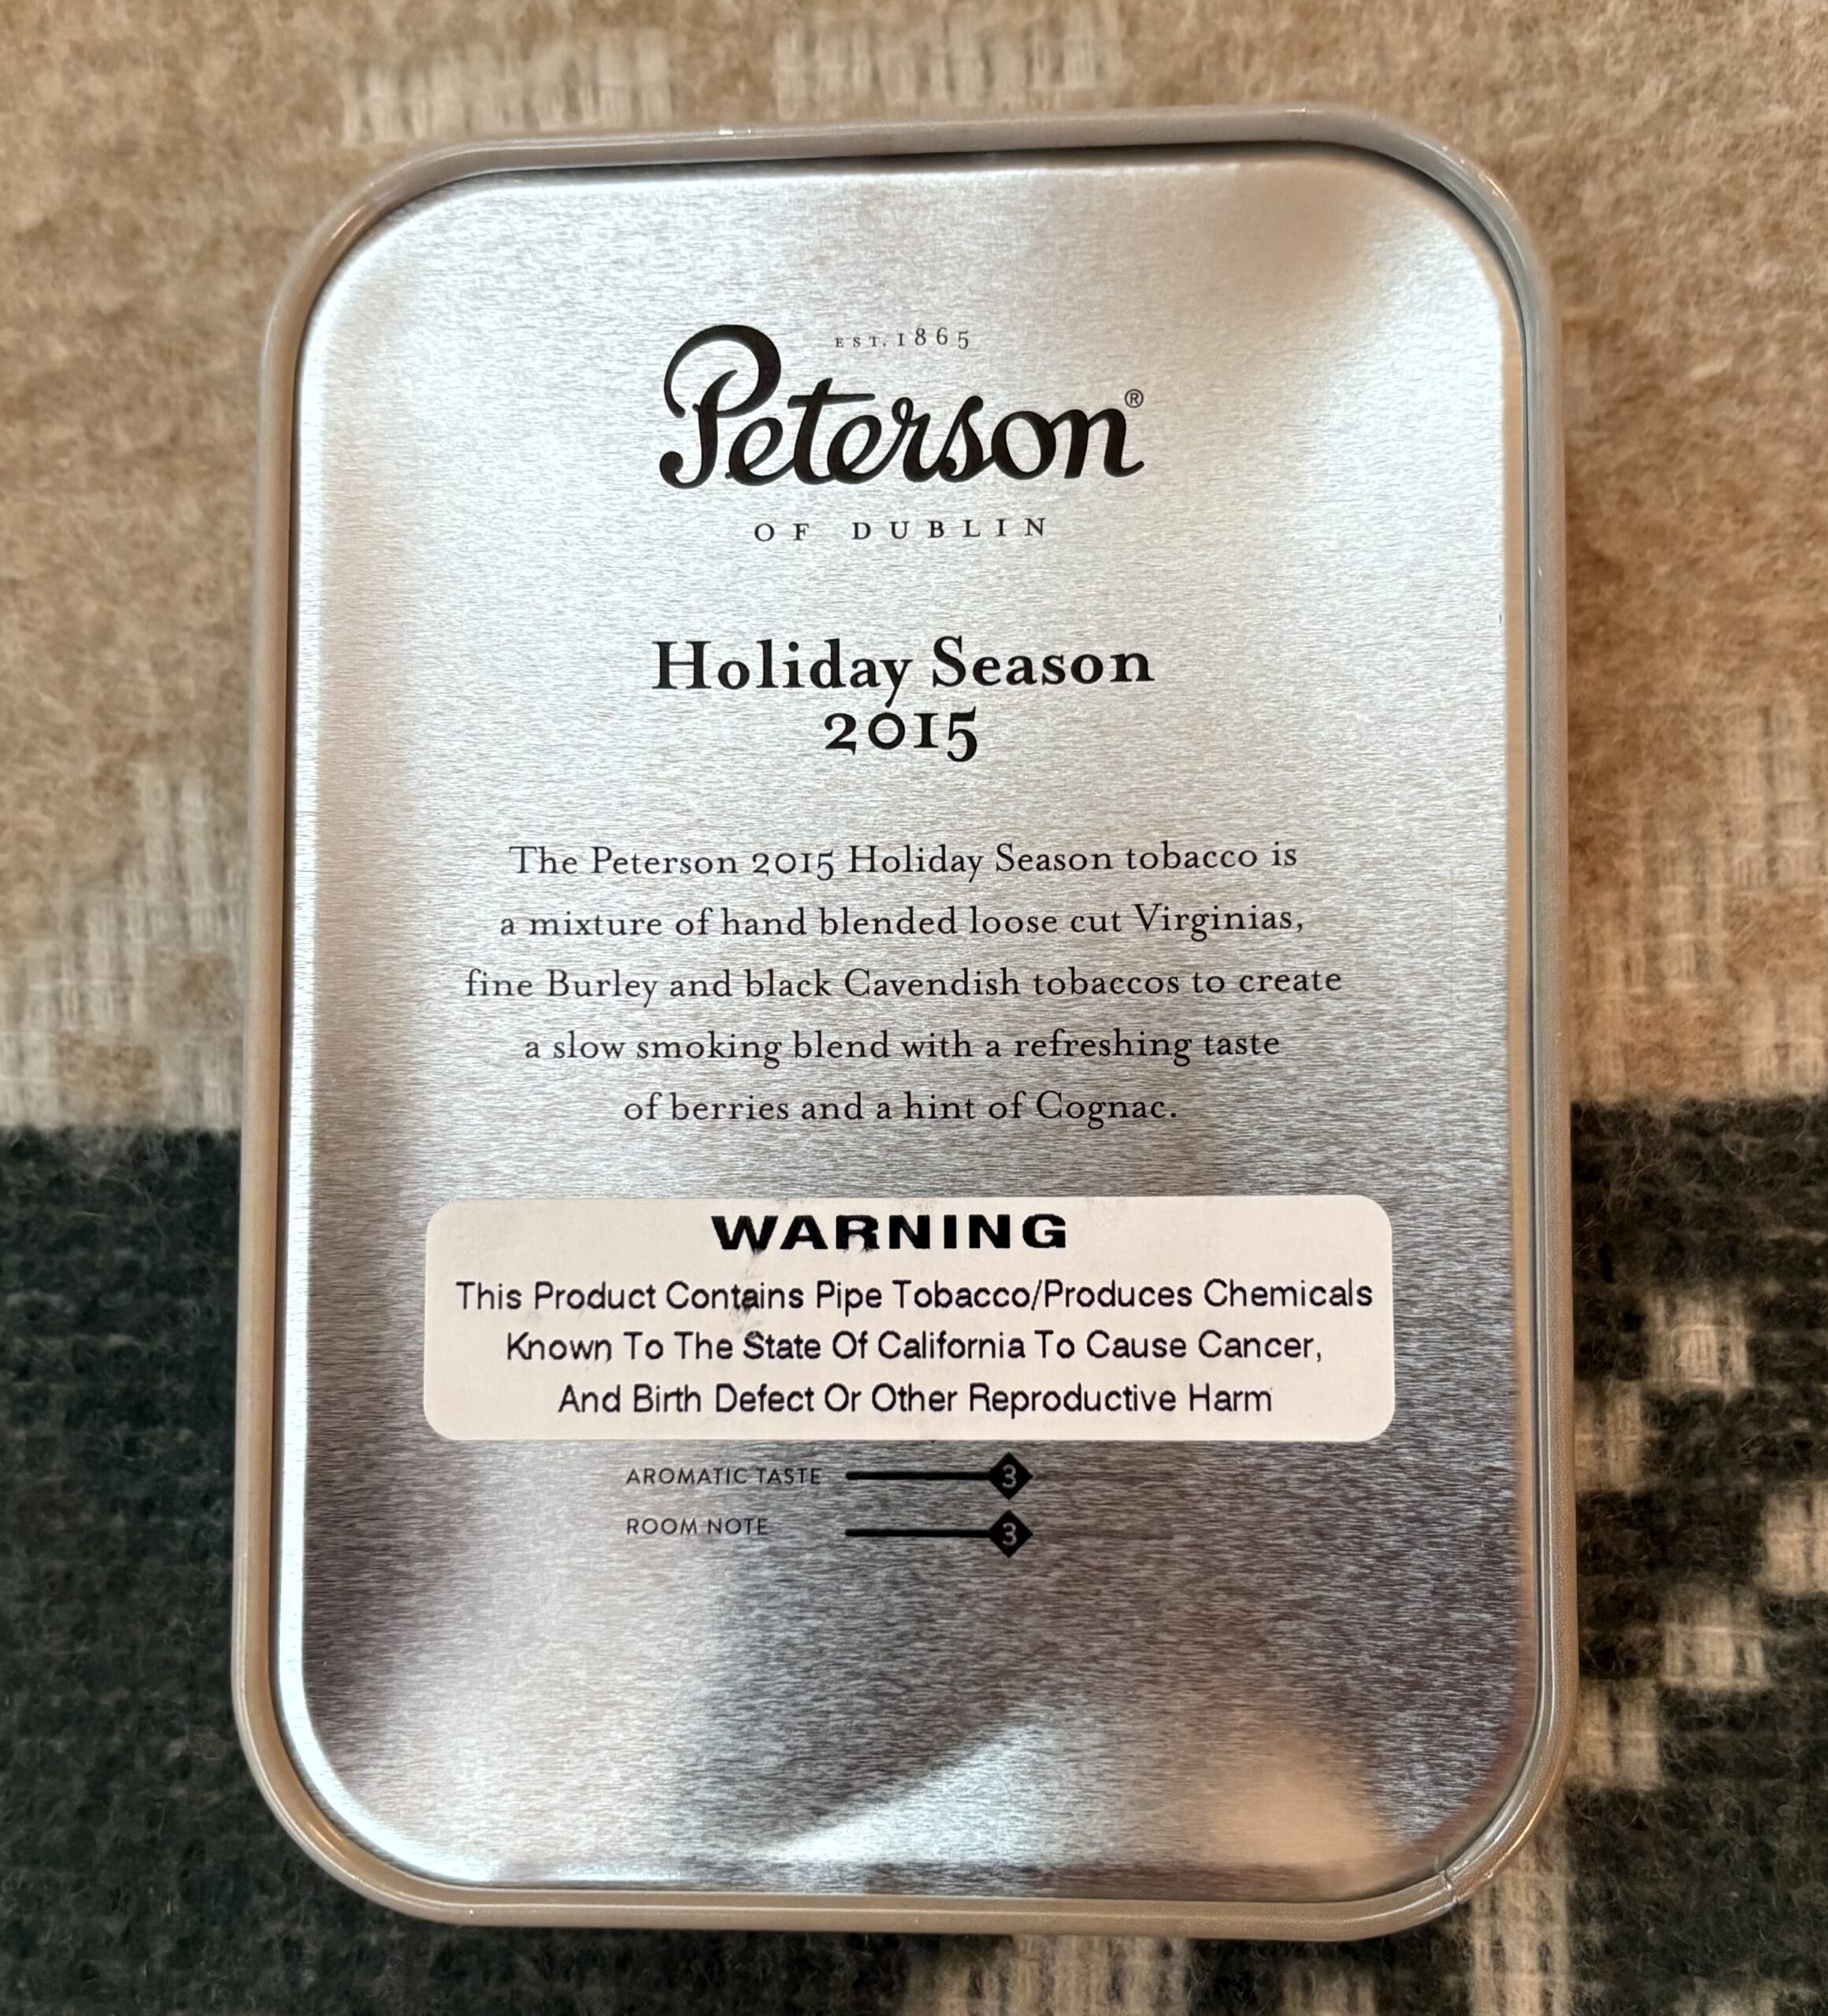 EST. 1865
Peterson®
OF DUBLIN
Holiday Season
2015
The Peterson 2015 Holiday Season tobacco is
a mixture of hand blended loose cut Virginias,
fine Burley and black Cavendish tobaccos to create
a slow smoking blend with a refreshing taste
of berries and a hint of Cognac.
WARNING
This Product Contains Pipe Tobacco/Produces Chemicals
Known To The State Of California To Cause Cancer,
And Birth Defect Or Other Reproductive Harm
AROMATIC TASTE 3
ROOM NOTE 3